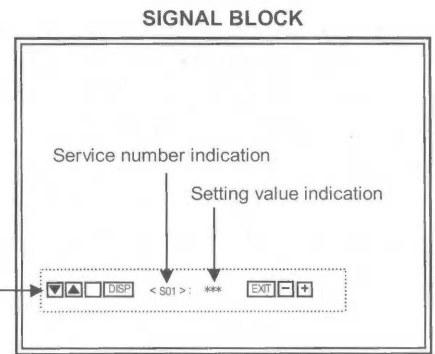 SIGNAL BLOCK
Service number indication
Setting value indication
▼ ▲ DISP < S01 > : *** EXIT − +